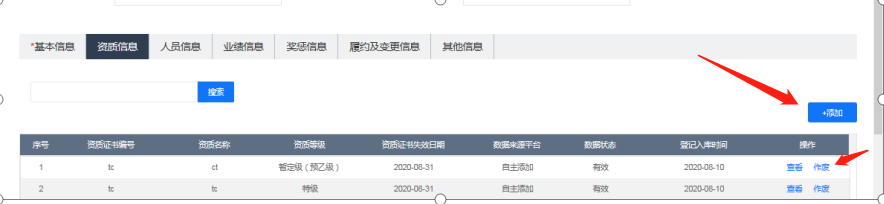 *基本信息 资质信息 人员信息 业绩信息 奖惩信息 履约及变更信息 其他信息
搜索
+添加
序号 资质证书编号 资质名称 资质等级 资质证书失效日期 数据来源平台 数据状态 登记入库时间 操作
1 tc ct 暂定级（预乙级） 2020-08-31 自主添加 有效 2020-08-10 查看 作废
2 tc tc 特级 2020-08-31 自主添加 有效 2020-08-10 查看 作废